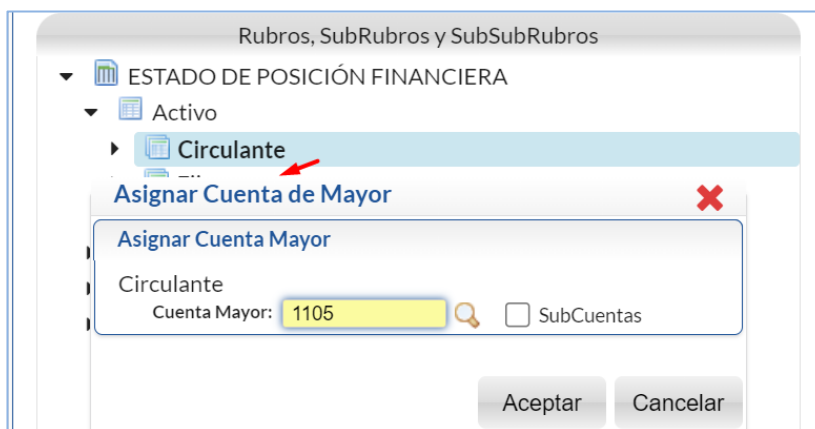 Rubros, SubRubros y SubSubRubros
ESTADO DE POSICIÓN FINANCIERA
Activo
Circulante
Asignar Cuenta de Mayor
Asignar Cuenta Mayor
Circulante
Cuenta Mayor: 1105 SubCuentas
Aceptar Cancelar